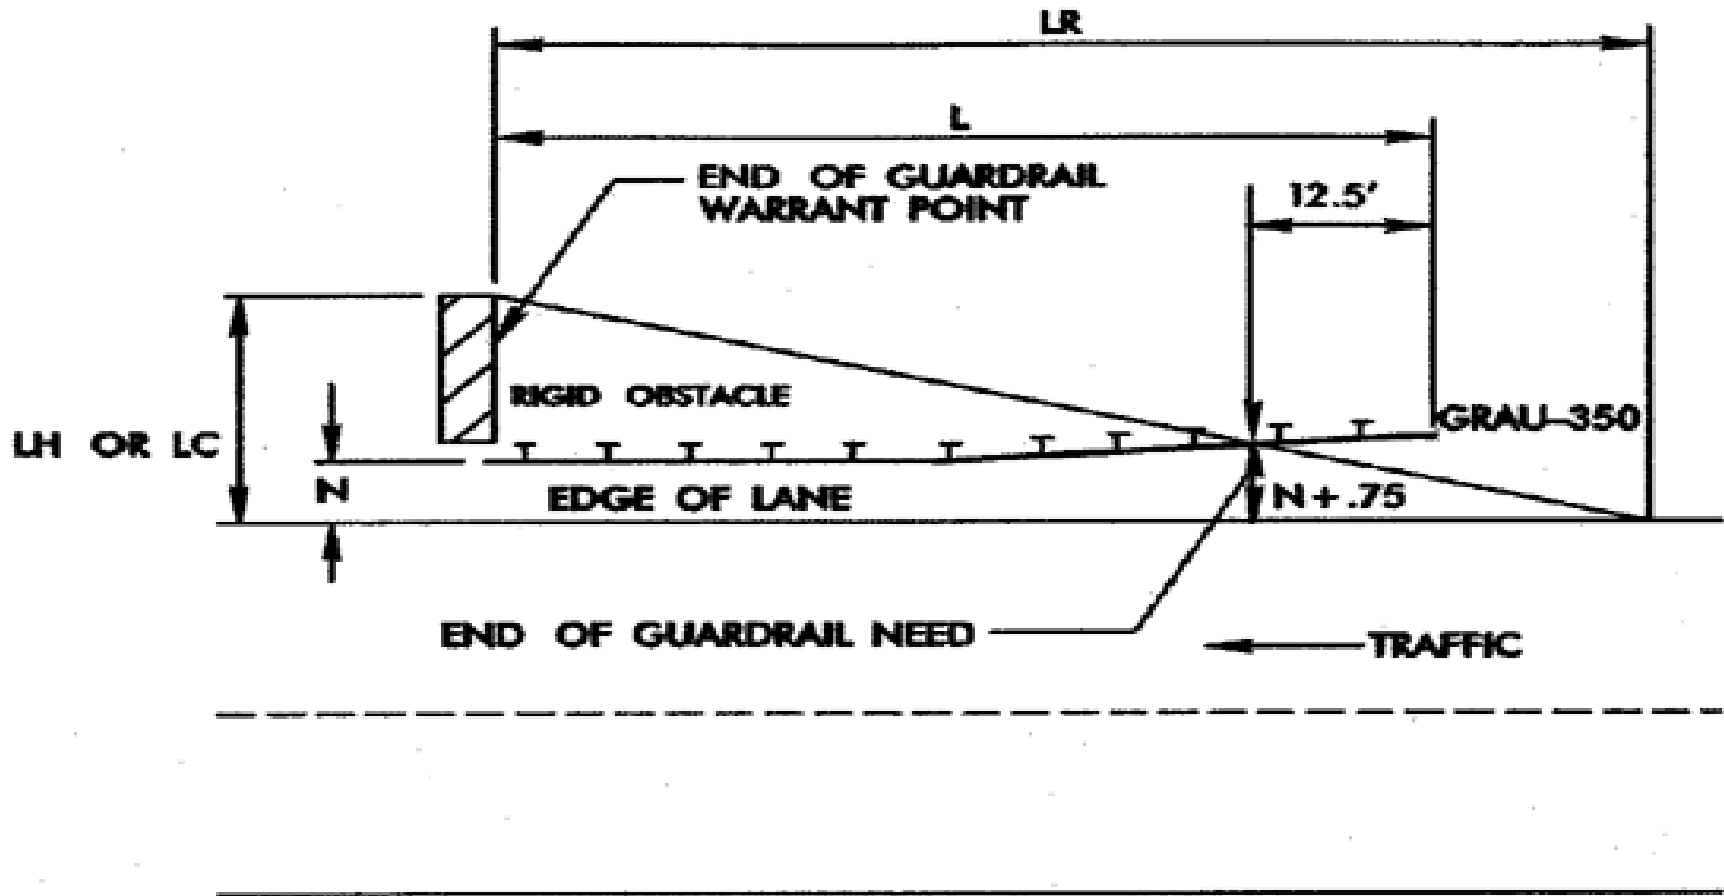 LR
L
END OF GUARDRAIL
WARRANT POINT
12.5'
RIGID OBSTACLE
GRAU-350
LH OR LC
N
EDGE OF LANE
N + .75
END OF GUARDRAIL NEED
TRAFFIC